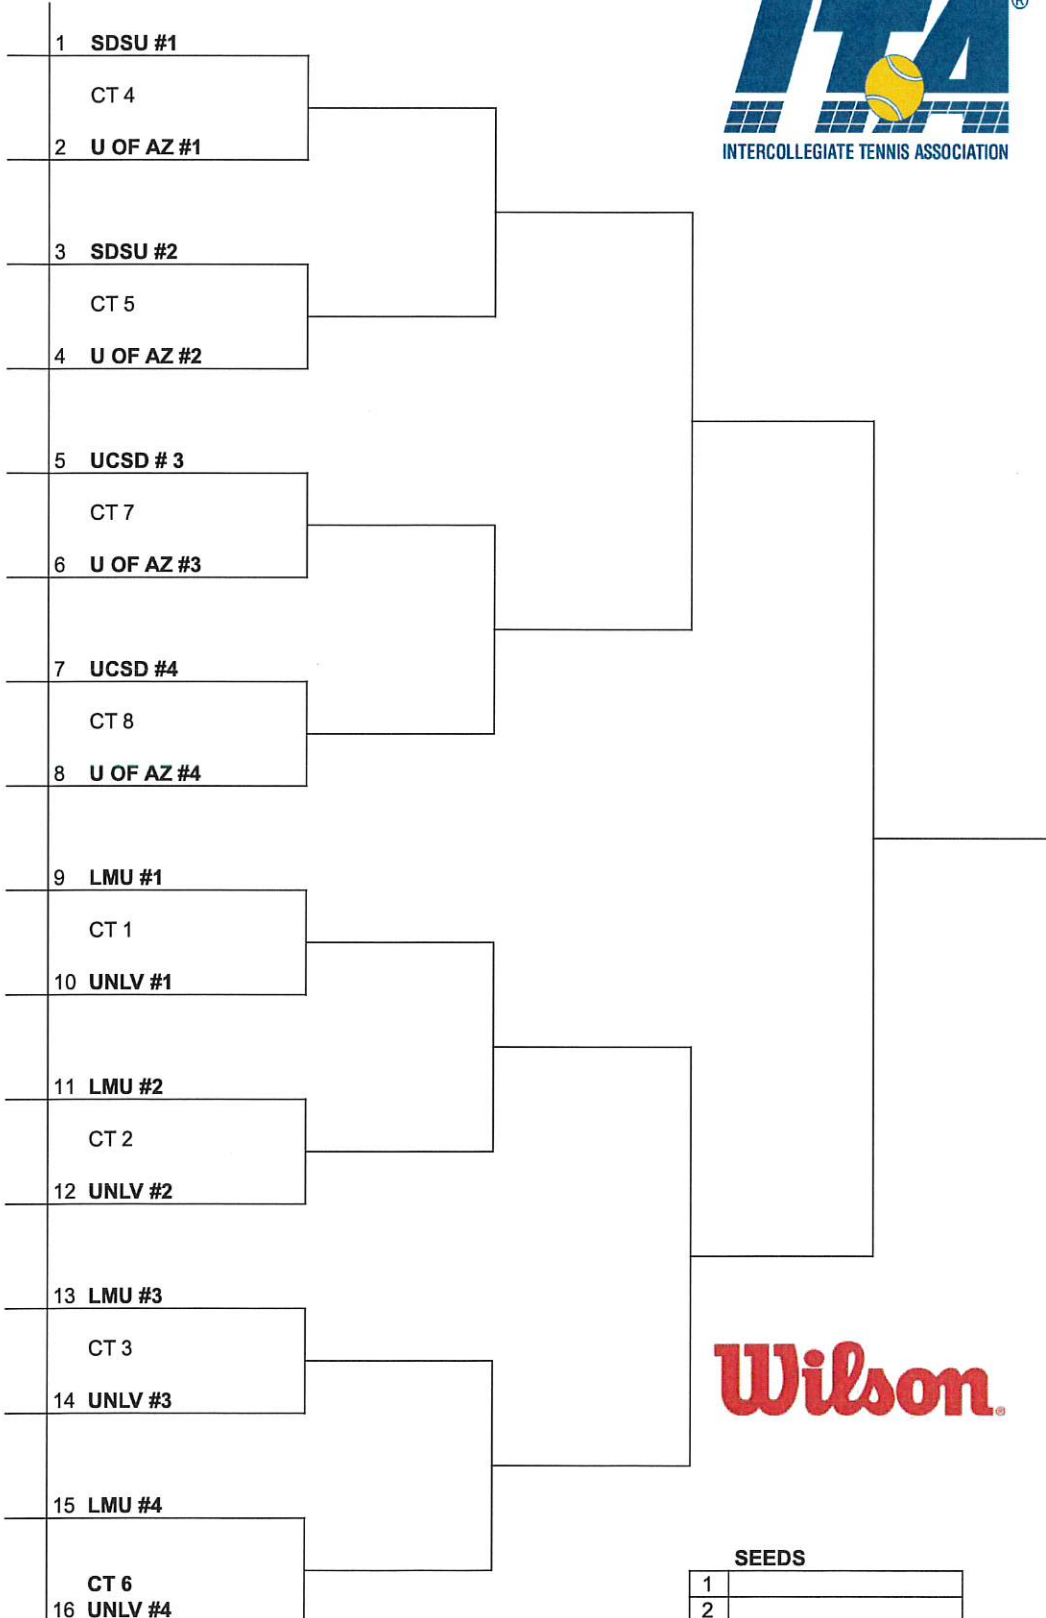 ITA
®
INTERCOLLEGIATE TENNIS ASSOCIATION
1 SDSU #1
CT 4
2 U OF AZ #1
3 SDSU #2
CT 5
4 U OF AZ #2
5 UCSD # 3
CT 7
6 U OF AZ #3
7 UCSD #4
CT 8
8 U OF AZ #4
9 LMU #1
CT 1
10 UNLV #1
11 LMU #2
CT 2
12 UNLV #2
13 LMU #3
CT 3
14 UNLV #3
Wilson®
15 LMU #4
CT 6
16 UNLV #4
SEEDS
1
2